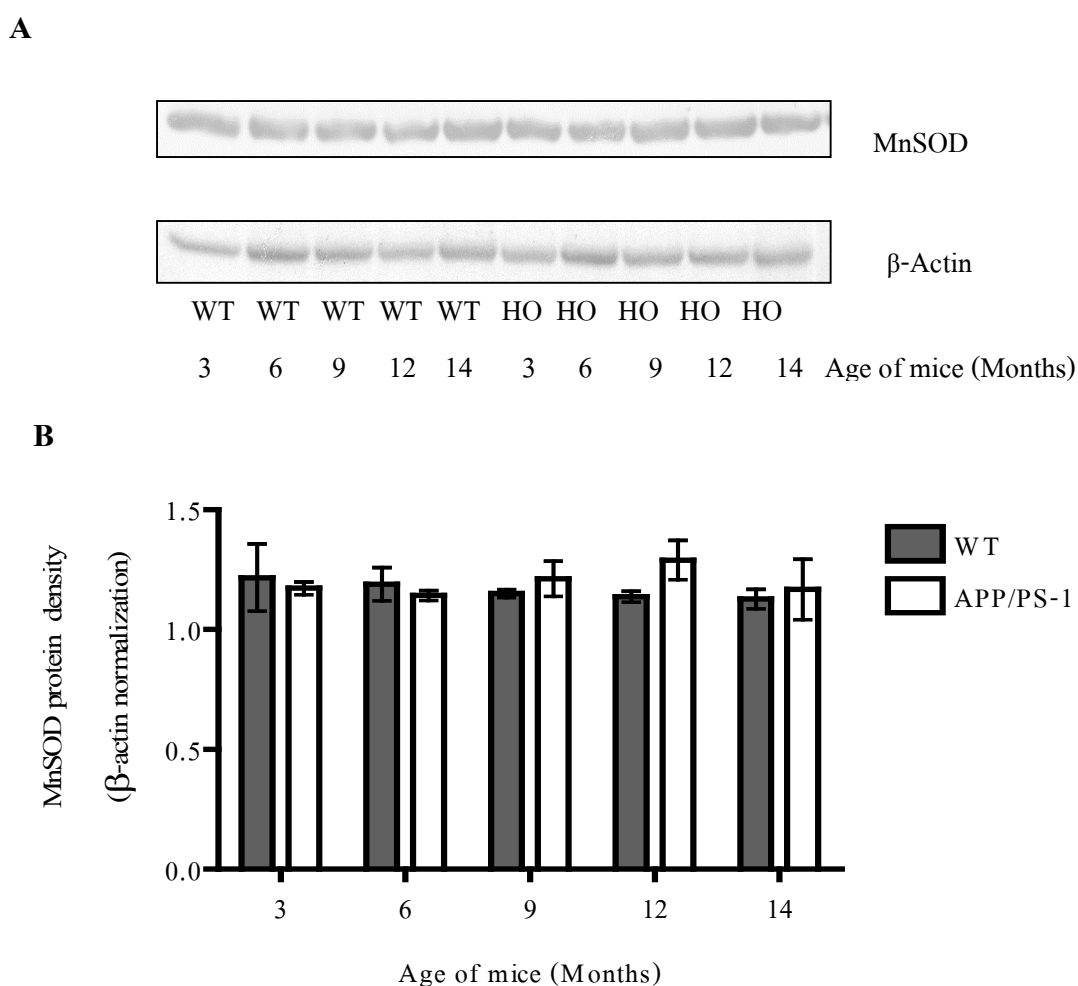 A
MnSOD
β-Actin
WT WT WT WT WT HO HO HO HO HO
3 6 9 12 14 3 6 9 12 14 Age of mice (Months)
B
MnSOD protein density
(β-actin normalization)
1.5
1.0
0.5
0.0
WT
APP/PS-1
3 6 9 12 14
Age of mice (Months)